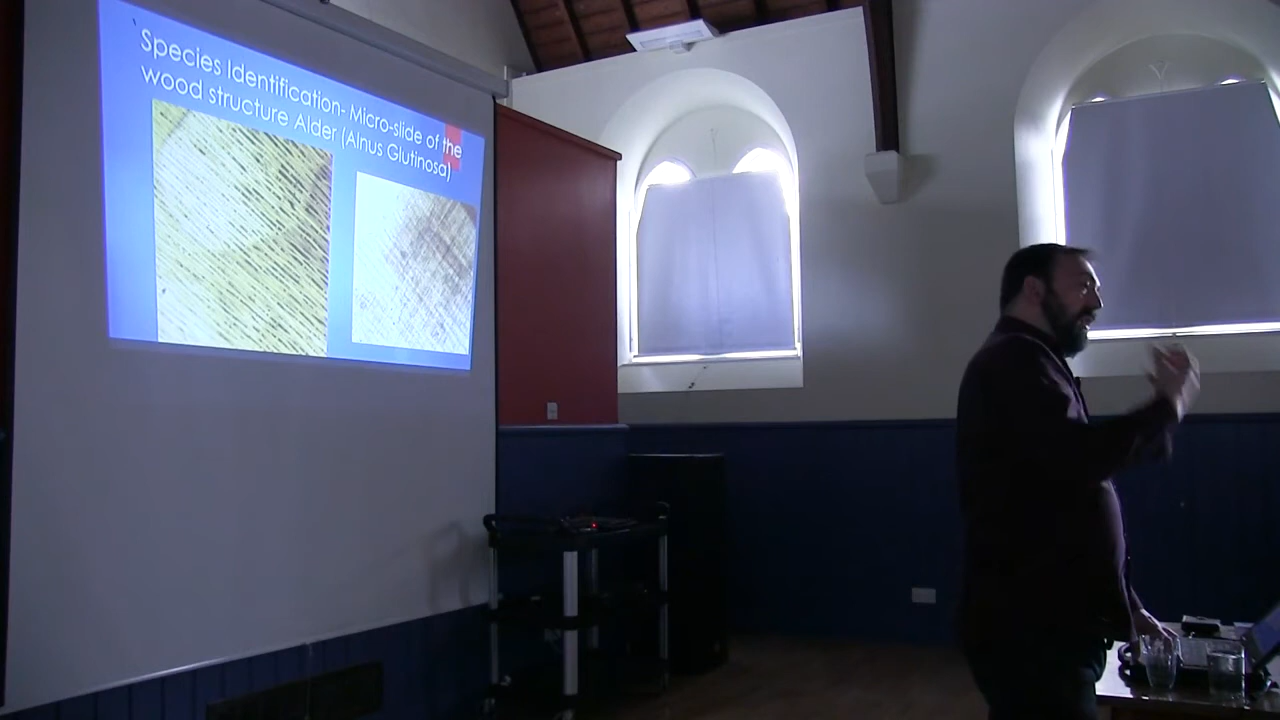 Species Identification- Micro-slide of the
wood structure Alder (Alnus Glutinosa)